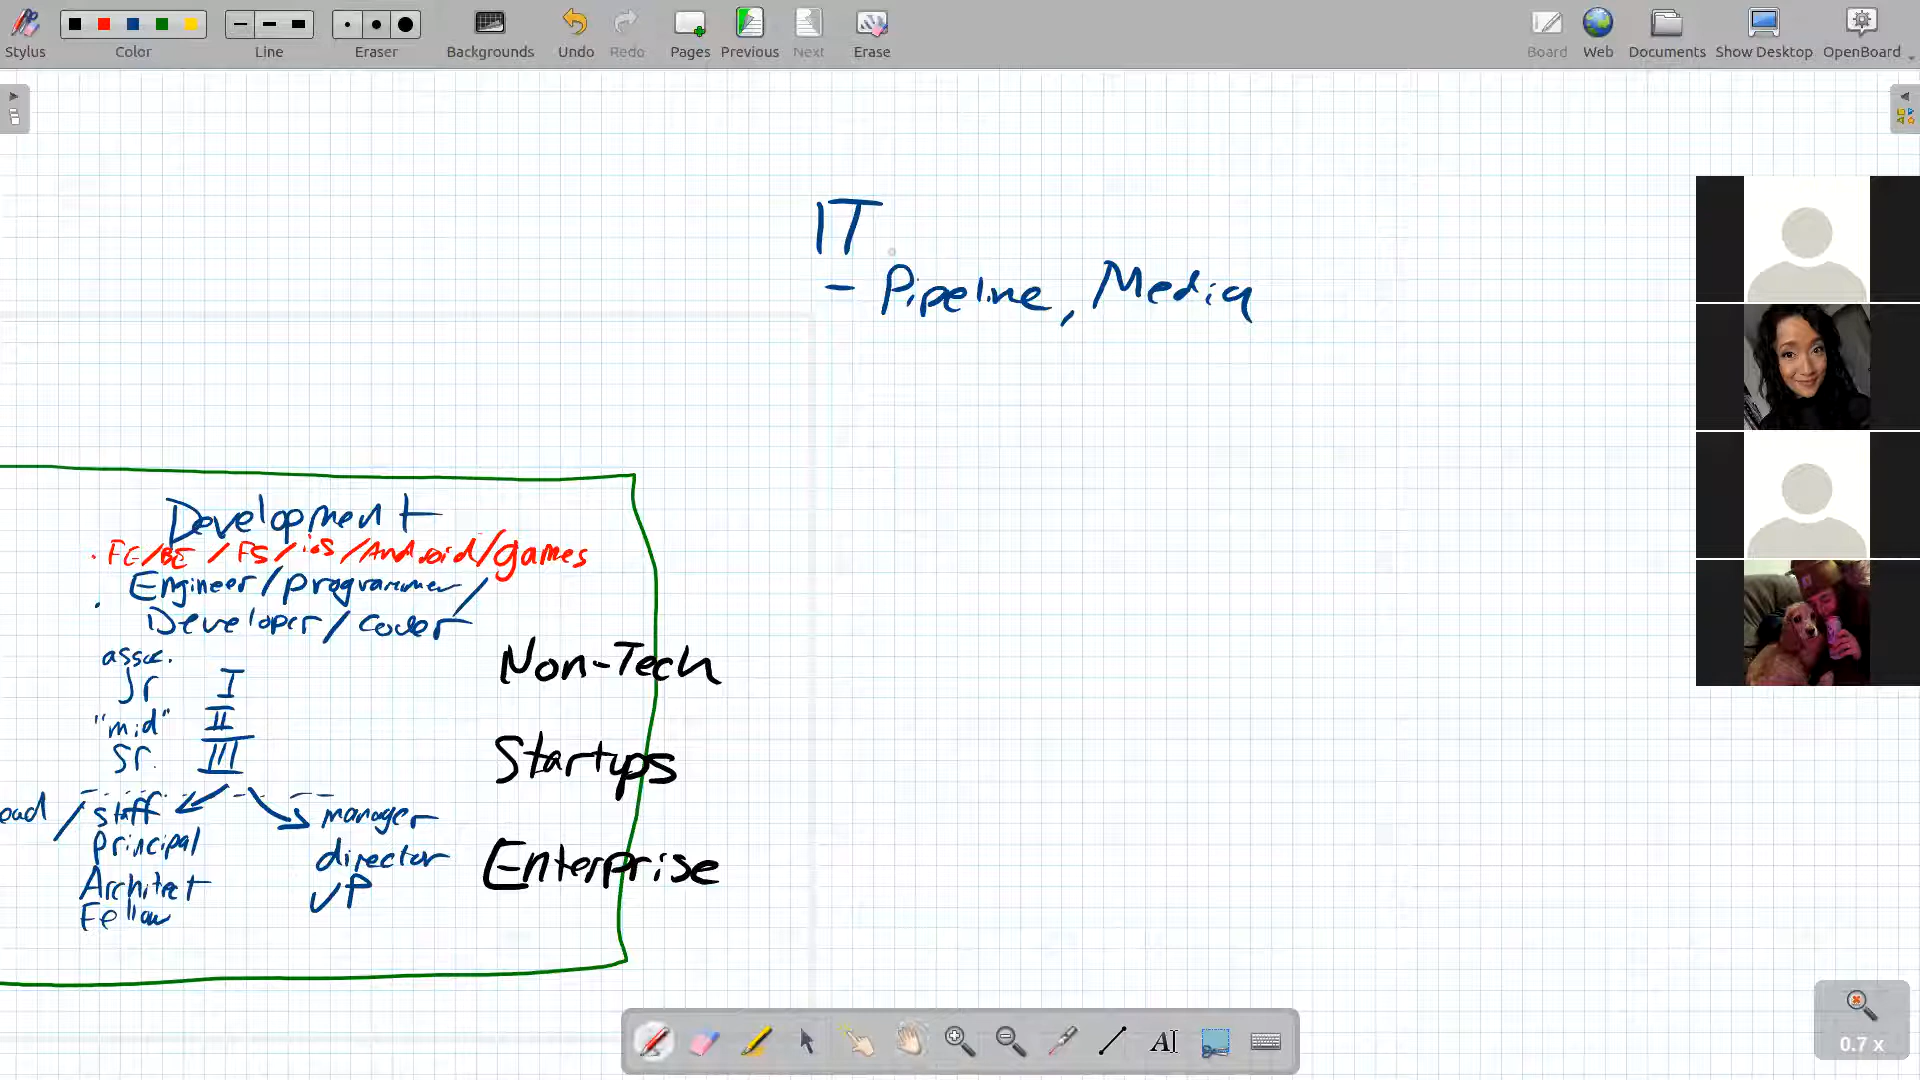 Stylus
Color
Line
Eraser
Backgrounds
Undo
Redo
Pages
Previous
Next
Erase
Board
Web
Documents
Show Desktop
OpenBoard
IT
- Pipeline, Media
Development
. FE/BE/FS/ios/Android/games
. Engineer/programmer/
Developer/coder
assoc.
Jr I
"mid" II
Sr. III
/ staff
principal
Architect
Fellow
manager
director
VP
Non-Tech
Startups
Enterprise
AI
0.7 x